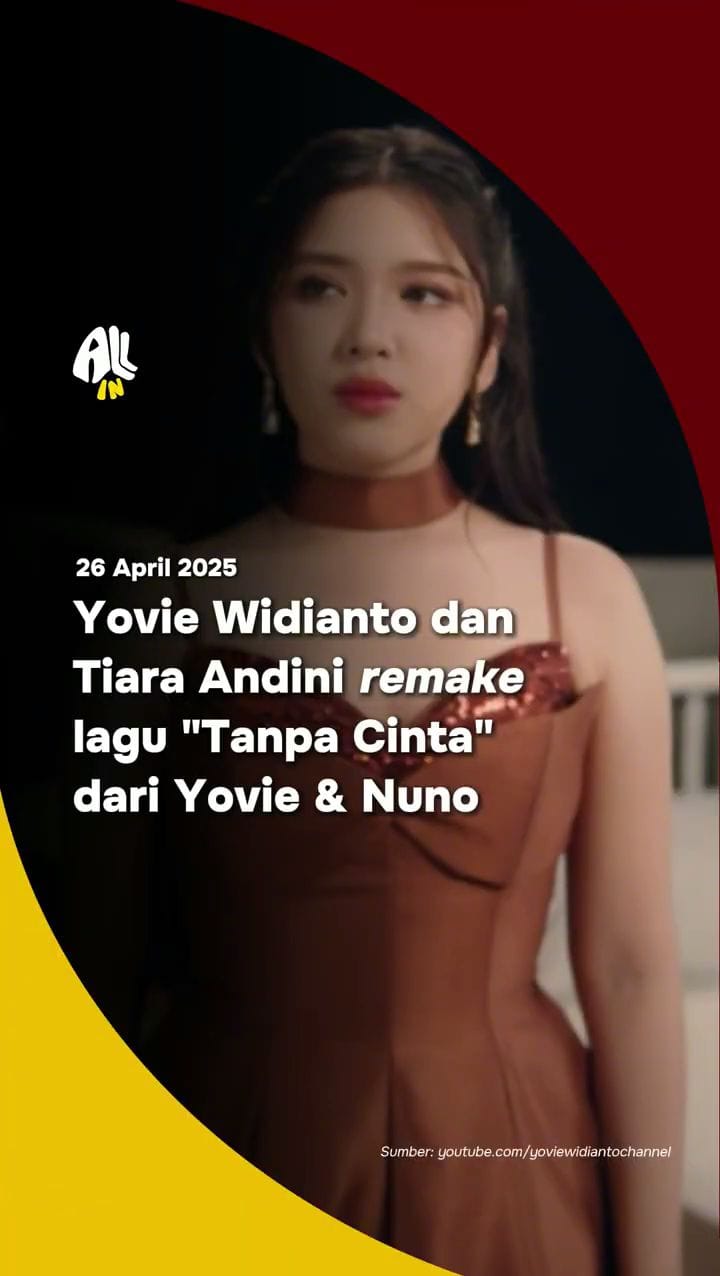 ALL
IN
26 April 2025
Yovie Widianto dan
Tiara Andini remake
lagu "Tanpa Cinta"
dari Yovie & Nuno
Sumber: youtube.com/yoviewidiantochannel